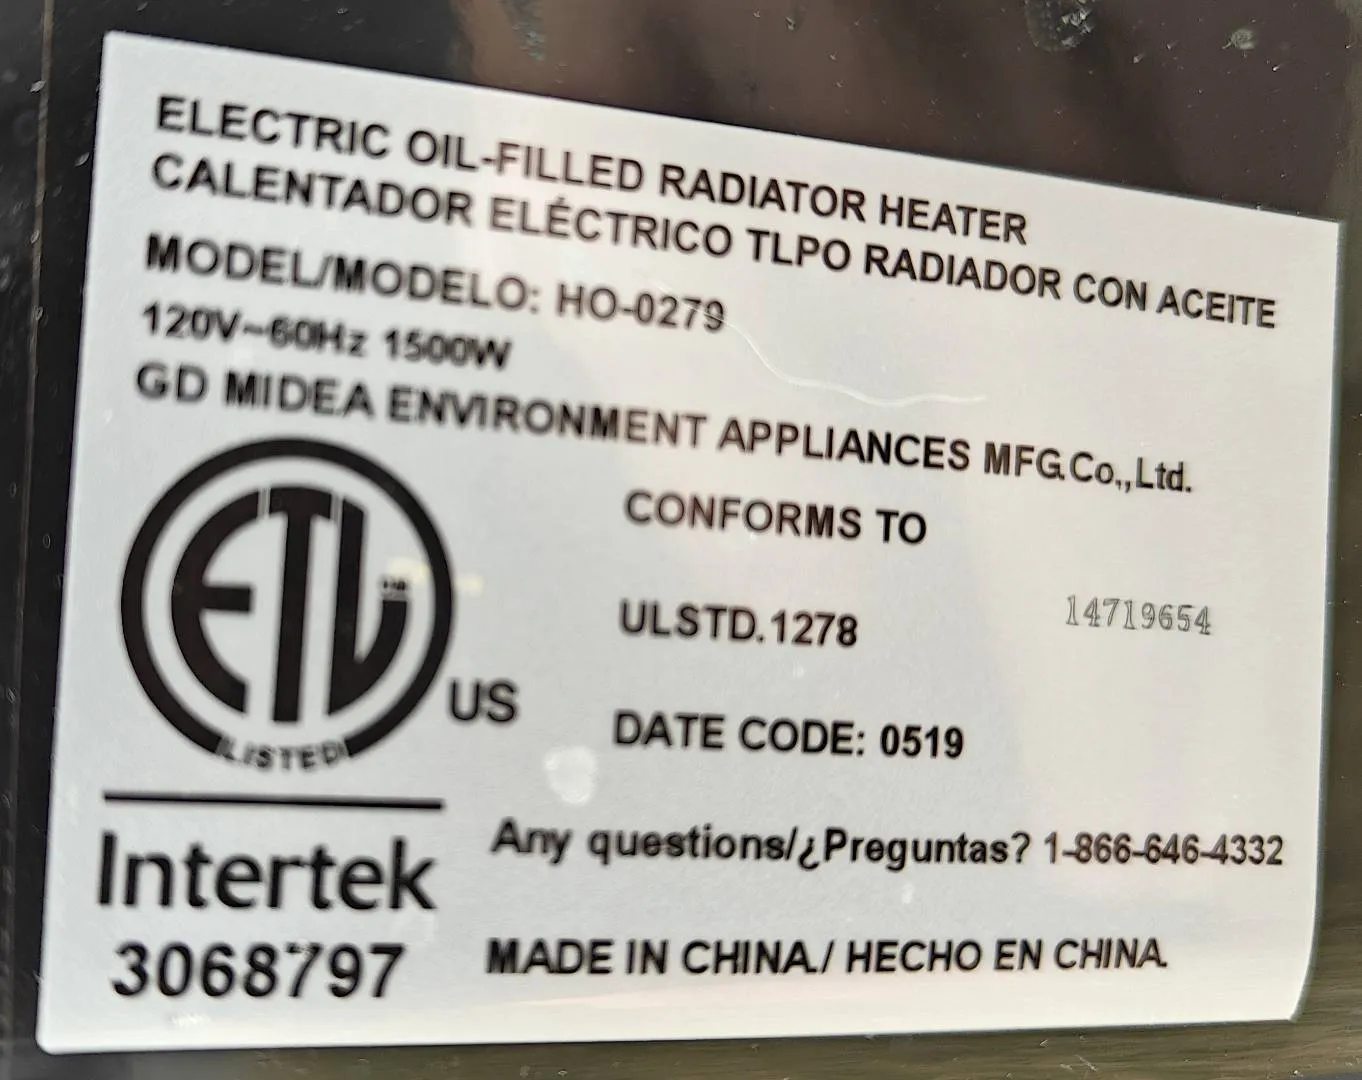 ELECTRIC OIL-FILLED RADIATOR HEATER
CALENTADOR ELÉCTRICO TLPO RADIADOR CON ACEITE
MODEL/MODELO: HO-0279
120V~60Hz 1500W
GD MIDEA ENVIRONMENT APPLIANCES MFG.Co.,Ltd.
CONFORMS TO
ULSTD.1278
14719654
DATE CODE: 0519
ETL
CM
LISTED
US
Intertek
3068797
Any questions/¿Preguntas? 1-866-646-4332
MADE IN CHINA./ HECHO EN CHINA.